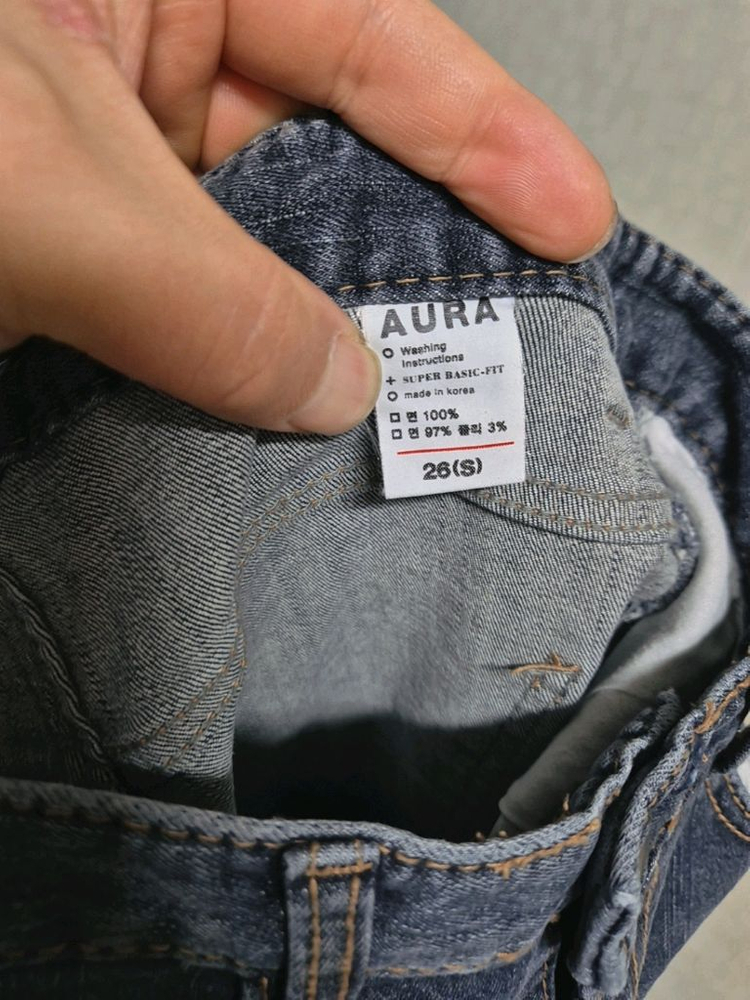 AURA
Washing
Instructions
SUPER BASIC-FIT
made in korea
면 100%
면 97% 폴리 3%
26(S)